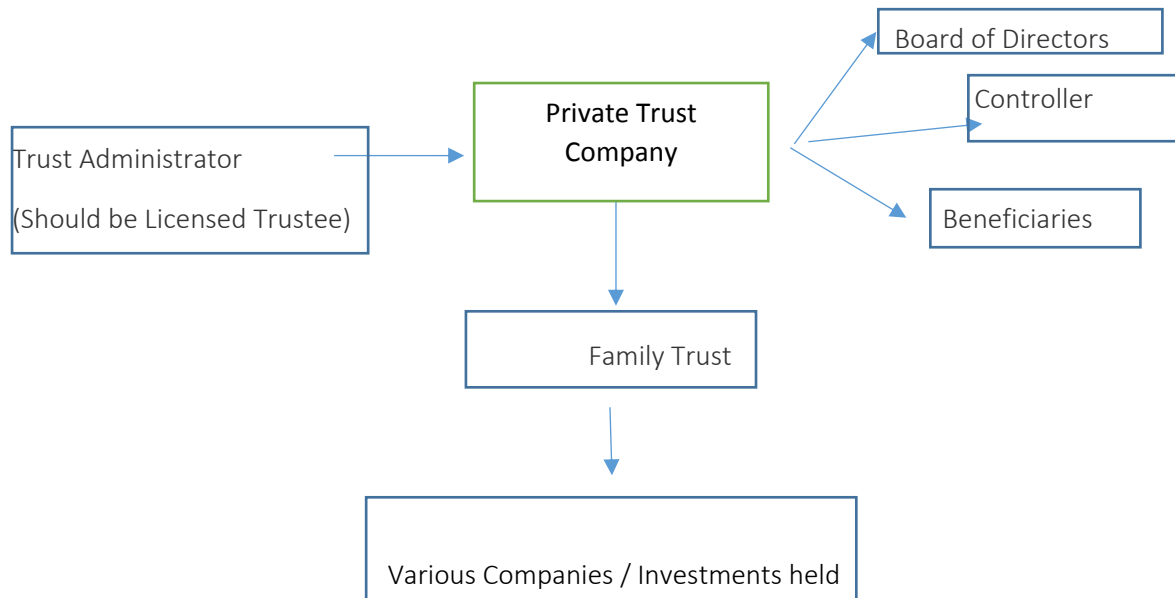 Board of Directors
Controller
Private Trust
Company
Trust Administrator
(Should be Licensed Trustee)
Beneficiaries
Family Trust
Various Companies / Investments held